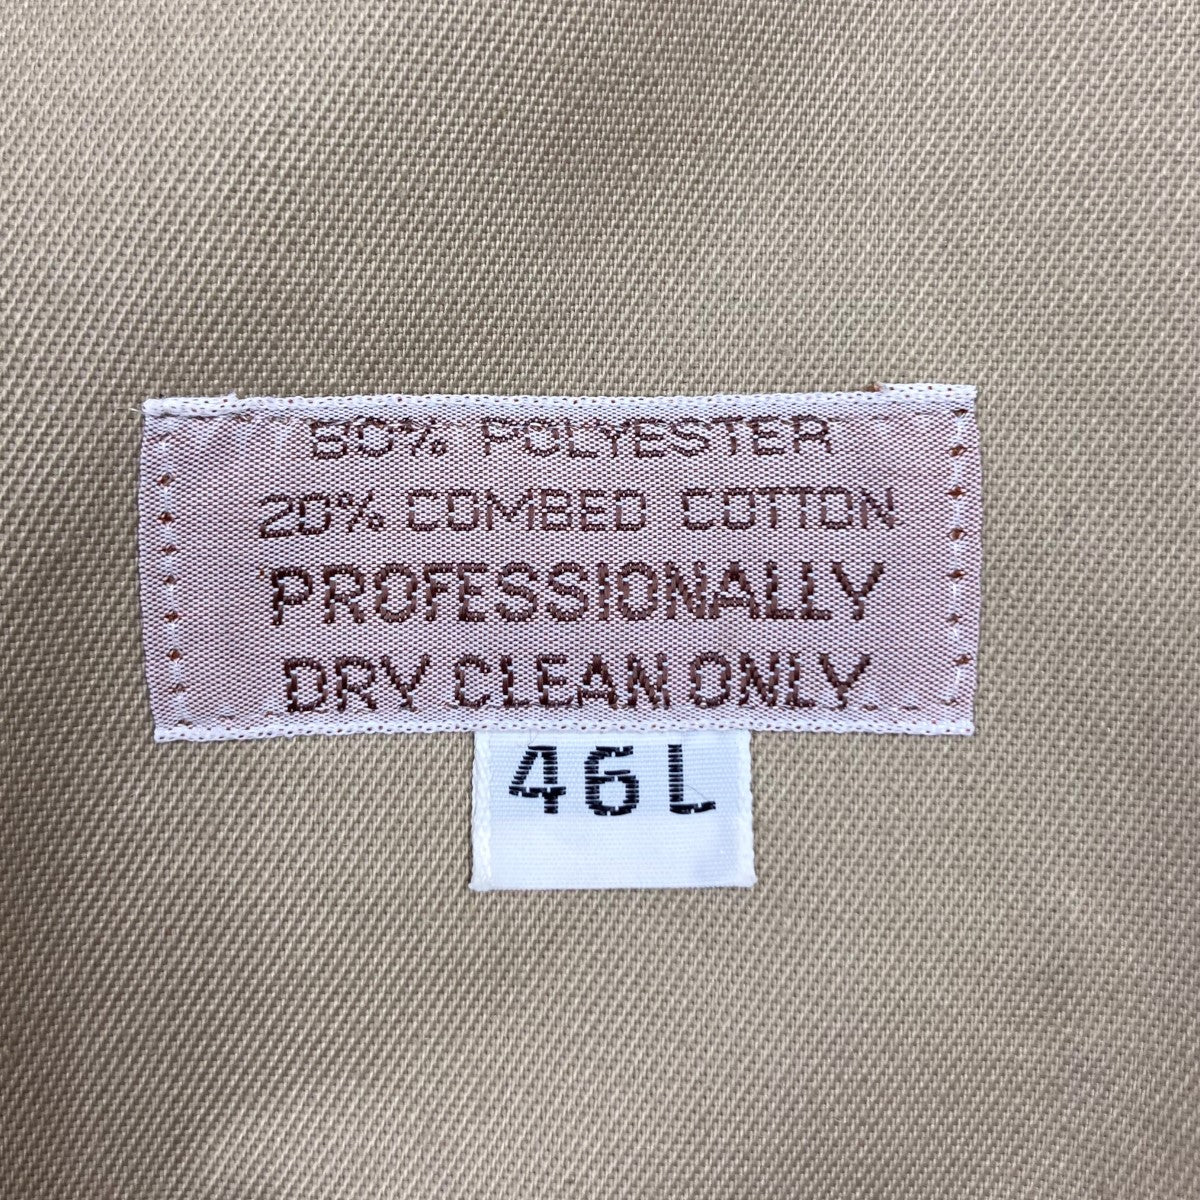 80% POLYESTER
20% COMBED COTTON
PROFESSIONALLY
DRY CLEAN ONLY
46L